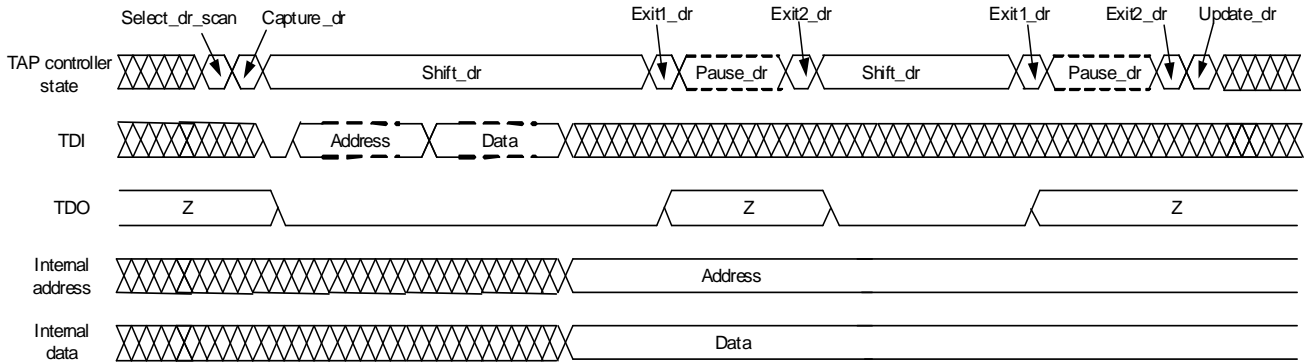 Select_dr_scan
Capture_dr
Exit1_dr
Exit2_dr
Exit1_dr
Exit2_dr
Update_dr
TAP controller
state
Shift_dr
Pause_dr
Shift_dr
Pause_dr
TDI
Address
Data
TDO
Z
Z
Z
Internal
address
Address
Internal
data
Data